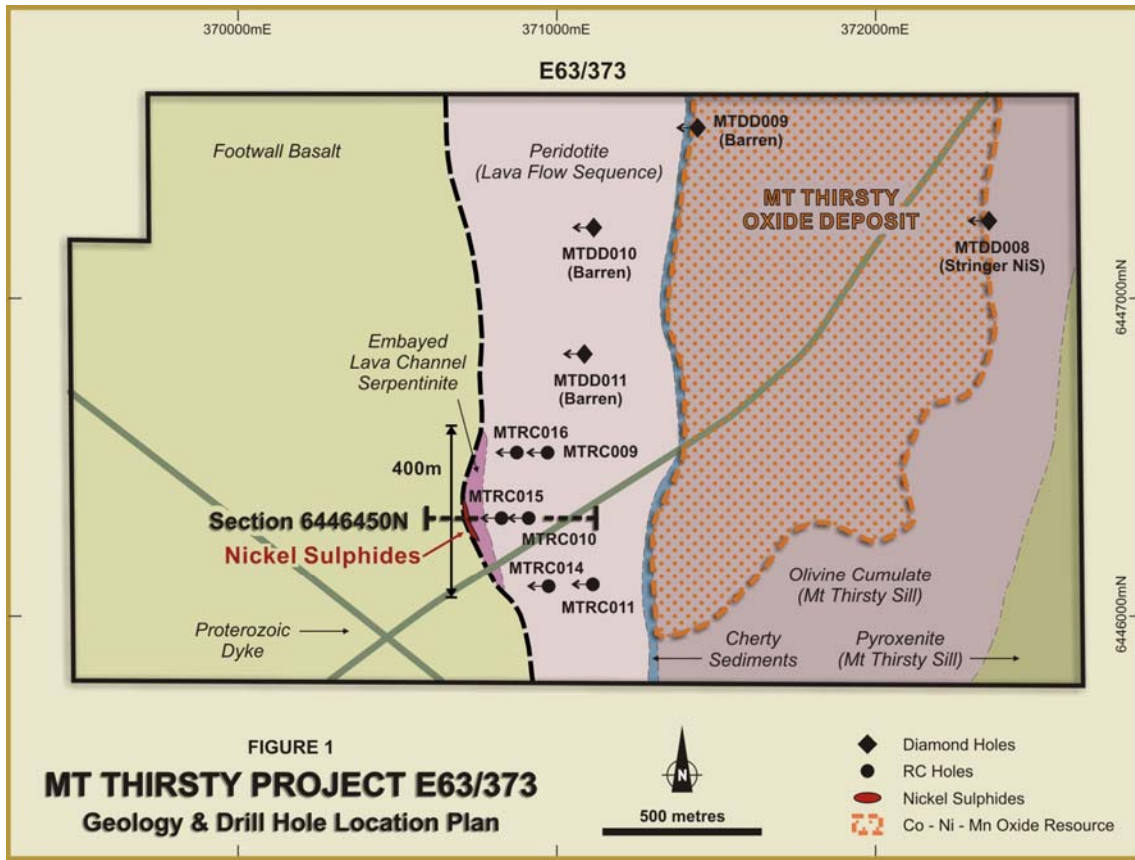 370000mE
371000mE
372000mE
E63/373
Footwall Basalt
Peridotite
(Lava Flow Sequence)
MTDD009
(Barren)
MT THIRSTY
OXIDE DEPOSIT
MTDD010
(Barren)
MTDD008
(Stringer NiS)
6447000mN
Embayed
Lava Channel
Serpentinite
MTDD011
(Barren)
MTRC016
MTRC009
400m
MTRC015
Section 6446450N
MTRC010
Nickel Sulphides
MTRC014
MTRC011
Olivine Cumulate
(Mt Thirsty Sill)
6446000mN
Proterozoic
Dyke
Cherty
Sediments
Pyroxenite
(Mt Thirsty Sill)
FIGURE 1
MT THIRSTY PROJECT E63/373
Geology & Drill Hole Location Plan
N
500 metres
Diamond Holes
RC Holes
Nickel Sulphides
Co - Ni - Mn Oxide Resource